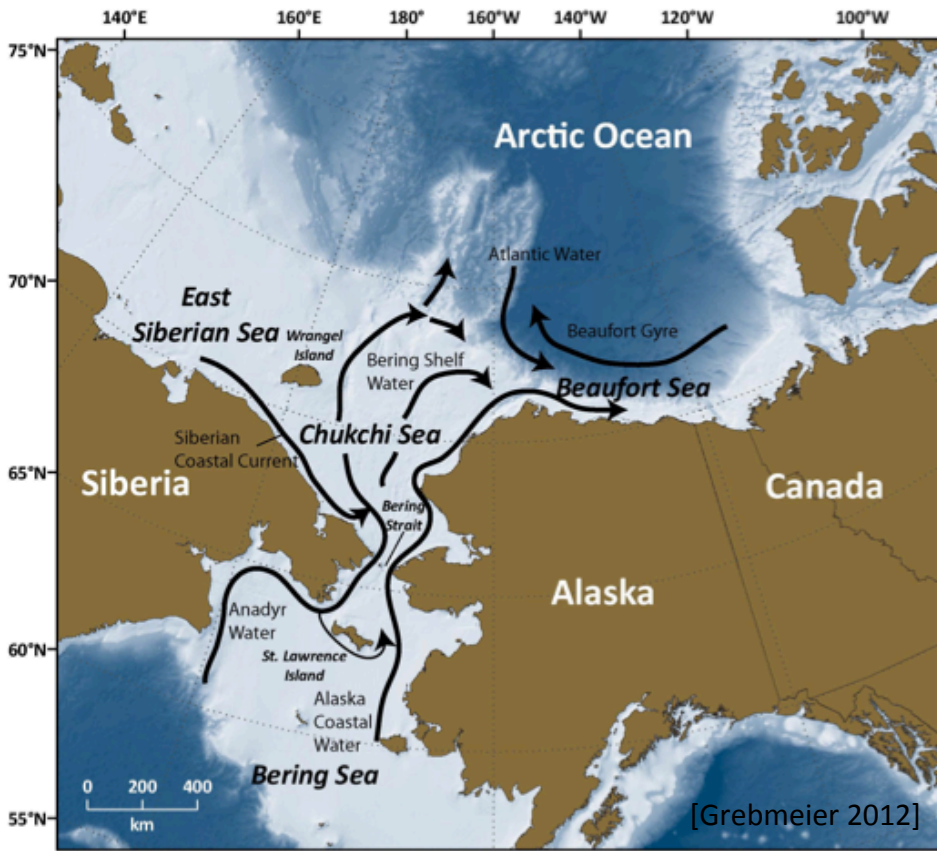 140°E
160°E
180°
160°W
140°W
120°W
100°W
75°N
Arctic Ocean
Atlantic Water
70°N
East
Siberian Sea
Wrangel
Island
Beaufort Gyre
Bering Shelf
Water
Beaufort Sea
Chukchi Sea
Siberian
Coastal Current
65°N
Siberia
Canada
Bering
Strait
Alaska
Anadyr
Water
60°N
St. Lawrence
Island
Alaska
Coastal
Water
Bering Sea
0
200
400
km
55°N
[Grebmeier 2012]